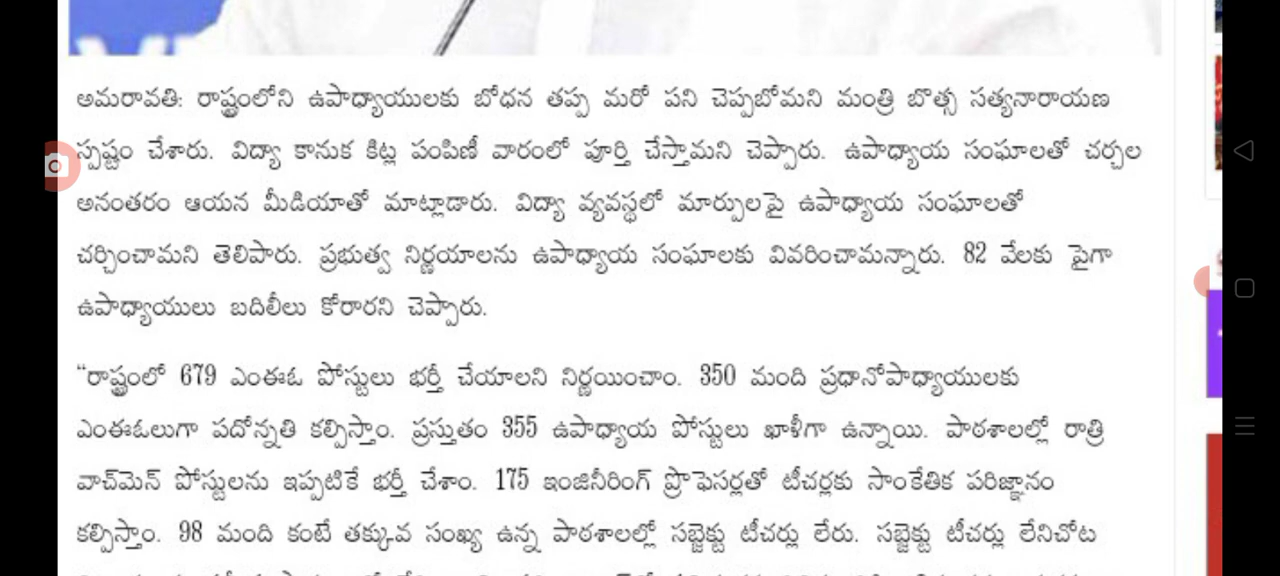 అమరావతి: రాష్ట్రంలోని ఉపాధ్యాయులకు బోధన తప్ప మరో పని చెప్పబోమని మంత్రి బొత్స సత్యనారాయణ
స్పష్టం చేశారు. విద్యా కానుక కిట్ల పంపిణీ వారంలో పూర్తి చేస్తామని చెప్పారు. ఉపాధ్యాయ సంఘాలతో చర్చల
అనంతరం ఆయన మీడియాతో మాట్లాడారు. విద్యా వ్యవస్థలో మార్పులపై ఉపాధ్యాయ సంఘాలతో
చర్చించామని తెలిపారు. ప్రభుత్వ నిర్ణయాలను ఉపాధ్యాయ సంఘాలకు వివరించామన్నారు. 82 వేలకు పైగా
ఉపాధ్యాయులు బదిలీలు కోరారని చెప్పారు.
“రాష్ట్రంలో 679 ఎంఈఓ పోస్టులు భర్తీ చేయాలని నిర్ణయించాం. 350 మంది ప్రధానోపాధ్యాయులకు
ఎంఈఓలుగా పదోన్నతి కల్పిస్తాం. ప్రస్తుతం 355 ఉపాధ్యాయ పోస్టులు ఖాళీగా ఉన్నాయి. పాఠశాలల్లో రాత్రి
వాచ్‌మెన్ పోస్టులను ఇప్పటికే భర్తీ చేశాం. 175 ఇంజినీరింగ్ ప్రొఫెసర్లతో టీచర్లకు సాంకేతిక పరిజ్ఞానం
కల్పిస్తాం. 98 మంది కంటే తక్కువ సంఖ్య ఉన్న పాఠశాలల్లో సబ్జెక్టు టీచర్లు లేరు. సబ్జెక్టు టీచర్లు లేనిచోట